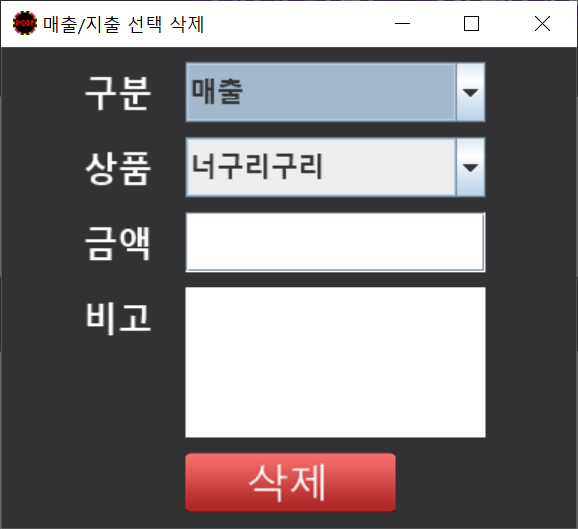 매출/지출 선택 삭제
구분 매출
상품 너구리구리
금액
비고
삭제